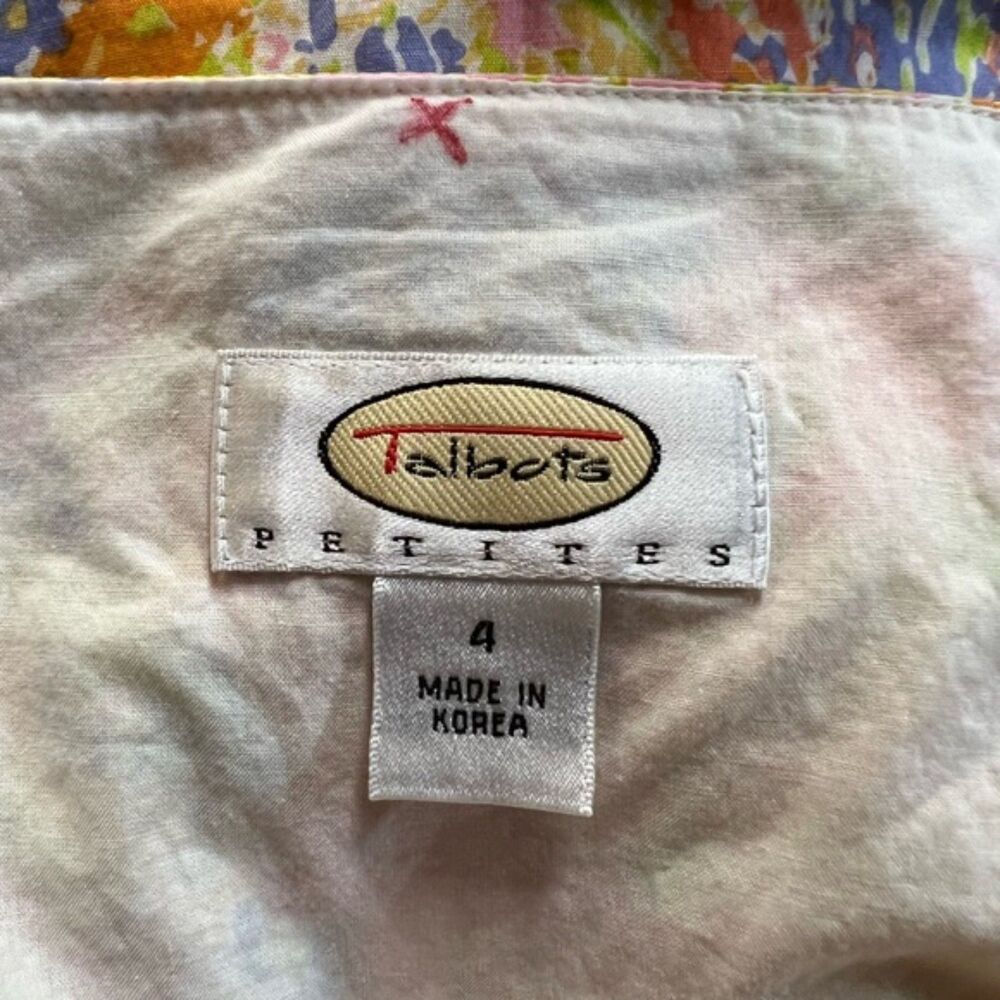 X
Talbots
PETITES
4
MADE IN
KOREA